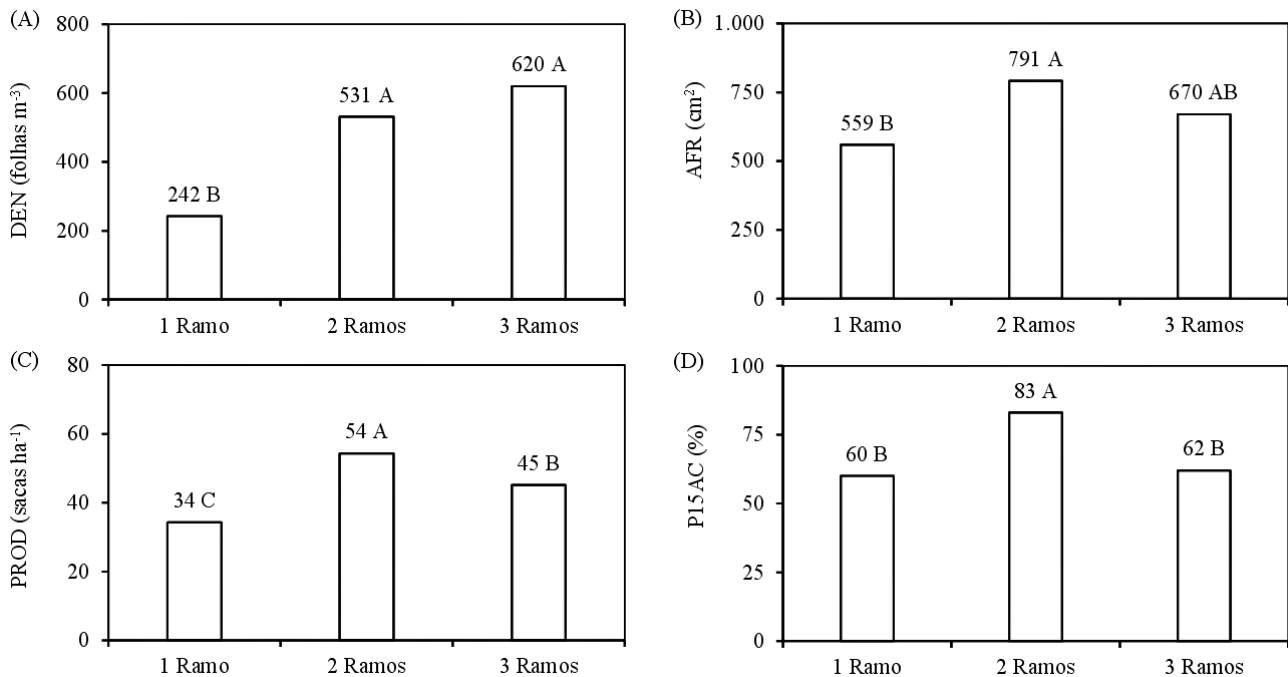 (A)
DEN (folhas m⁻³)
800
600
400
200
0
242 B
531 A
620 A
1 Ramo
2 Ramos
3 Ramos
(B)
AFR (cm²)
1.000
750
500
250
0
559 B
791 A
670 AB
1 Ramo
2 Ramos
3 Ramos
(C)
PROD (sacas ha⁻¹)
80
60
40
20
0
34 C
54 A
45 B
1 Ramo
2 Ramos
3 Ramos
(D)
P15AC (%)
100
75
50
25
0
60 B
83 A
62 B
1 Ramo
2 Ramos
3 Ramos